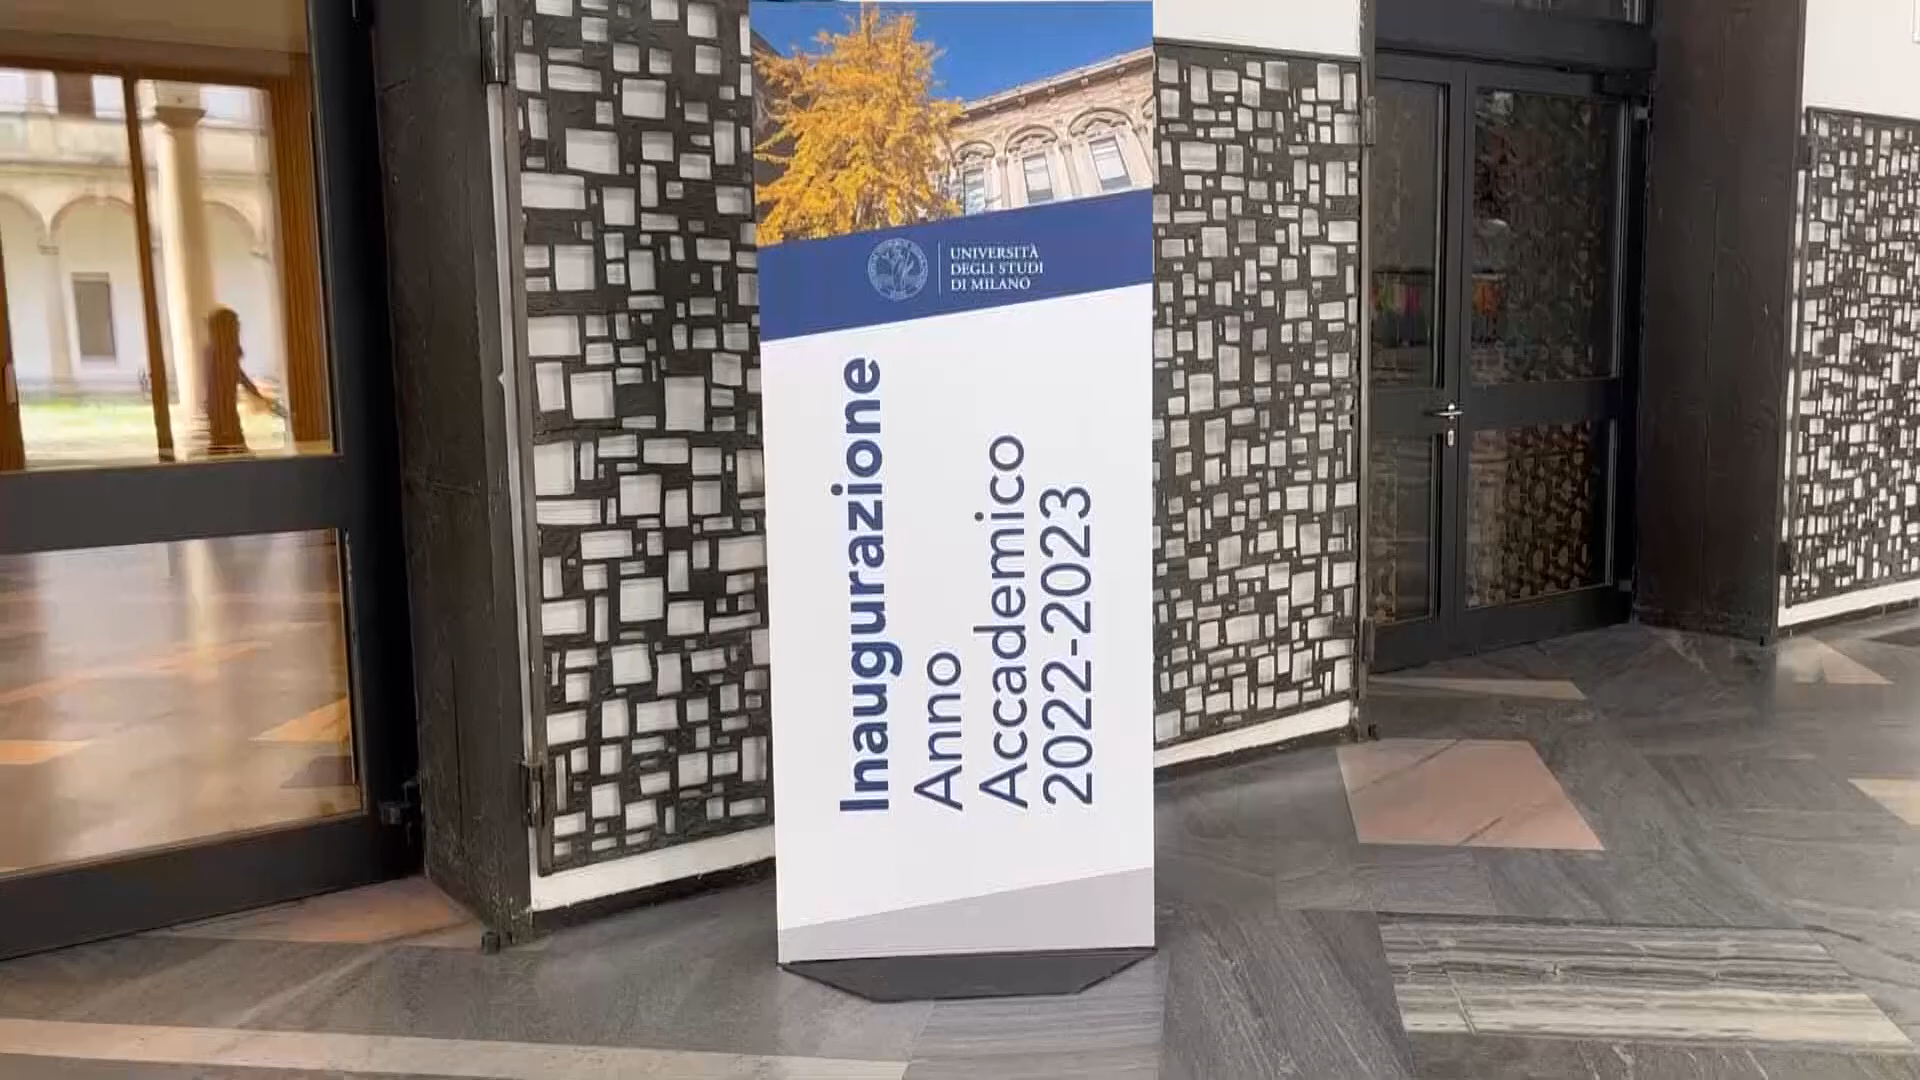 UNIVERSITÀ
DEGLI STUDI
DI MILANO
Inaugurazione
Anno
Accademico
2022-2023